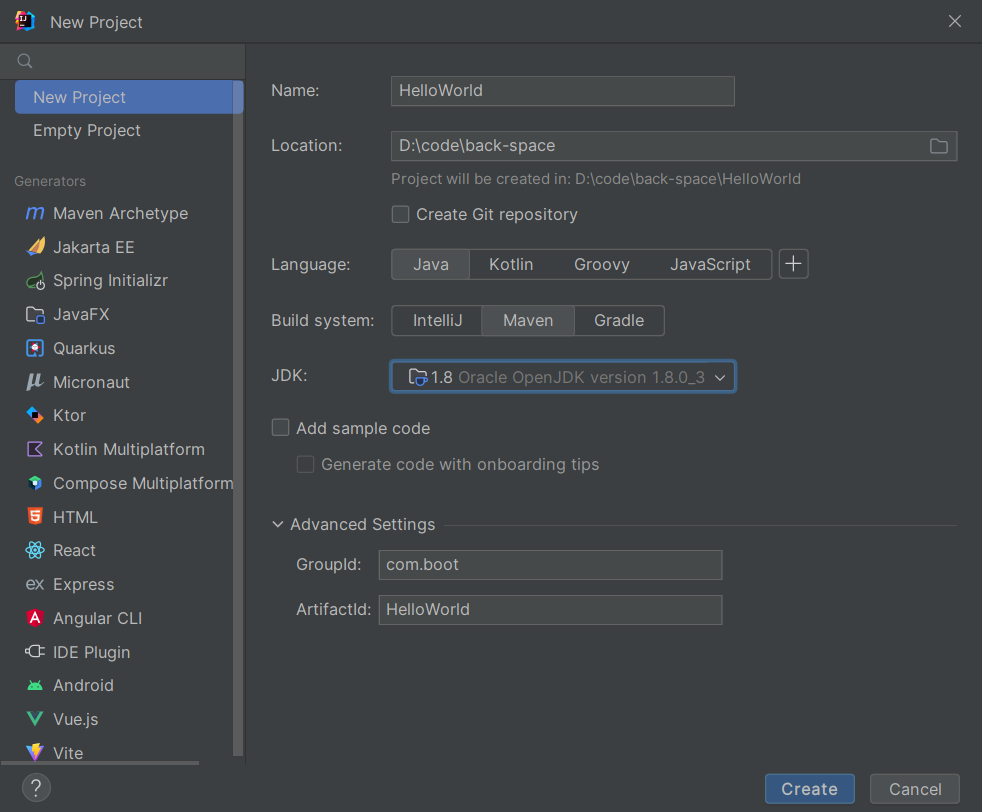 New Project
New Project
Empty Project
Generators
Maven Archetype
Jakarta EE
Spring Initializr
JavaFX
Quarkus
Micronaut
Ktor
Kotlin Multiplatform
Compose Multiplatform
HTML
React
ex Express
Angular CLI
IDE Plugin
Android
Vue.js
Vite
?
Name: HelloWorld
Location: D:\code\back-space
Project will be created in: D:\code\back-space\HelloWorld
Create Git repository
Language: Java Kotlin Groovy JavaScript +
Build system: IntelliJ Maven Gradle
JDK: 1.8 Oracle OpenJDK version 1.8.0_3
Add sample code
Generate code with onboarding tips
Advanced Settings
GroupId: com.boot
ArtifactId: HelloWorld
Create Cancel